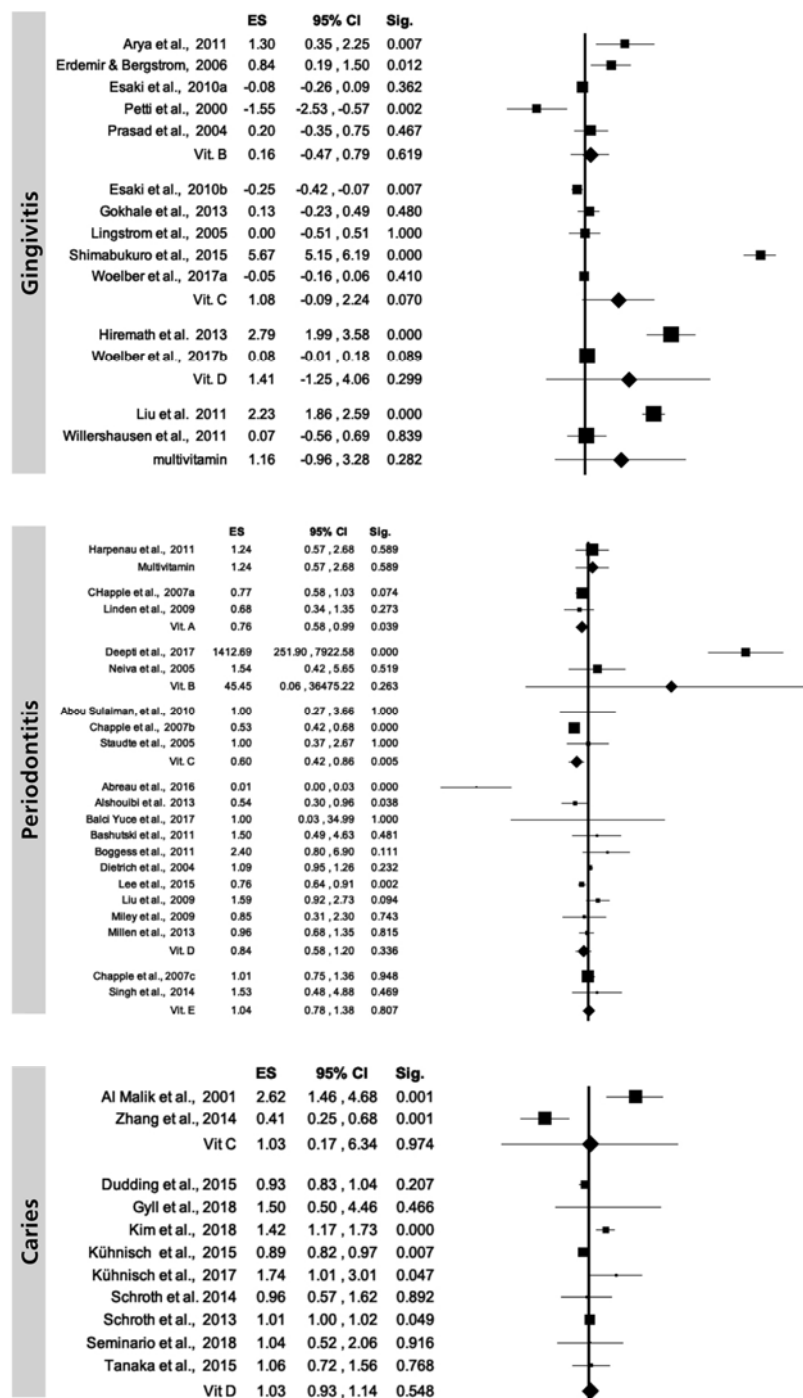 Gingivitis
ES 95% CI Sig.
Arya et al., 2011 1.30 0.35 , 2.25 0.007
Erdemir & Bergstrom, 2006 0.84 0.19 , 1.50 0.012
Esaki et al., 2010a -0.08 -0.26 , 0.09 0.362
Petti et al., 2000 -1.55 -2.53 , -0.57 0.002
Prasad et al., 2004 0.20 -0.35 , 0.75 0.467
Vit. B 0.16 -0.47 , 0.79 0.619
Esaki et al., 2010b -0.25 -0.42 , -0.07 0.007
Gokhale et al., 2013 0.13 -0.23 , 0.49 0.480
Lingstrom et al., 2005 0.00 -0.51 , 0.51 1.000
Shimabukuro et al., 2015 5.67 5.15 , 6.19 0.000
Woelber et al., 2017a -0.05 -0.16 , 0.06 0.410
Vit. C 1.08 -0.09 , 2.24 0.070
Hiremath et al. 2013 2.79 1.99 , 3.58 0.000
Woelber et al., 2017b 0.08 -0.01 , 0.18 0.089
Vit. D 1.41 -1.25 , 4.06 0.299
Liu et al. 2011 2.23 1.86 , 2.59 0.000
Willershausen et al., 2011 0.07 -0.56 , 0.69 0.839
multivitamin 1.16 -0.96 , 3.28 0.282
Periodontitis
ES 95% CI Sig.
Harpenau et al., 2011 1.24 0.57 , 2.68 0.589
Multivitamin 1.24 0.57 , 2.68 0.589
CHapple et al., 2007a 0.77 0.58 , 1.03 0.074
Linden et al., 2009 0.68 0.34 , 1.35 0.273
Vit. A 0.76 0.58 , 0.99 0.039
Deepti et al., 2017 1412.69 251.90 , 7922.58 0.000
Neiva et al., 2005 1.54 0.42 , 5.65 0.519
Vit. B 45.45 0.06 , 36475.22 0.263
Abou Sulaiman, et al., 2010 1.00 0.27 , 3.66 1.000
Chapple et al., 2007b 0.53 0.42 , 0.68 0.000
Staudte et al., 2005 1.00 0.37 , 2.67 1.000
Vit. C 0.60 0.42 , 0.86 0.005
Abreau et al., 2016 0.01 0.00 , 0.03 0.000
Alshouibi et al. 2013 0.54 0.30 , 0.96 0.038
Balci Yuce et al., 2017 1.00 0.03 , 34.99 1.000
Bashutski et al., 2011 1.50 0.49 , 4.63 0.481
Boggess et al., 2011 2.40 0.80 , 6.90 0.111
Dietrich et al., 2004 1.09 0.95 , 1.26 0.232
Lee et al., 2015 0.76 0.64 , 0.91 0.002
Liu et al., 2009 1.59 0.92 , 2.73 0.094
Miley et al., 2009 0.85 0.31 , 2.30 0.743
Millen et al., 2013 0.96 0.68 , 1.35 0.815
Vit. D 0.84 0.58 , 1.20 0.336
Chapple et al., 2007c 1.01 0.75 , 1.36 0.948
Singh et al., 2014 1.53 0.48 , 4.88 0.469
Vit. E 1.04 0.78 , 1.38 0.807
Caries
ES 95% CI Sig.
Al Malik et al., 2001 2.62 1.46 , 4.68 0.001
Zhang et al., 2014 0.41 0.25 , 0.68 0.001
Vit C 1.03 0.17 , 6.34 0.974
Dudding et al., 2015 0.93 0.83 , 1.04 0.207
Gyll et al., 2018 1.50 0.50 , 4.46 0.466
Kim et al., 2018 1.42 1.17 , 1.73 0.000
Kühnisch et al., 2015 0.89 0.82 , 0.97 0.007
Kühnisch et al., 2017 1.74 1.01 , 3.01 0.047
Schroth et al. 2014 0.96 0.57 , 1.62 0.892
Schroth et al., 2013 1.01 1.00 , 1.02 0.049
Seminario et al., 2018 1.04 0.52 , 2.06 0.916
Tanaka et al., 2015 1.06 0.72 , 1.56 0.768
Vit D 1.03 0.93 , 1.14 0.548